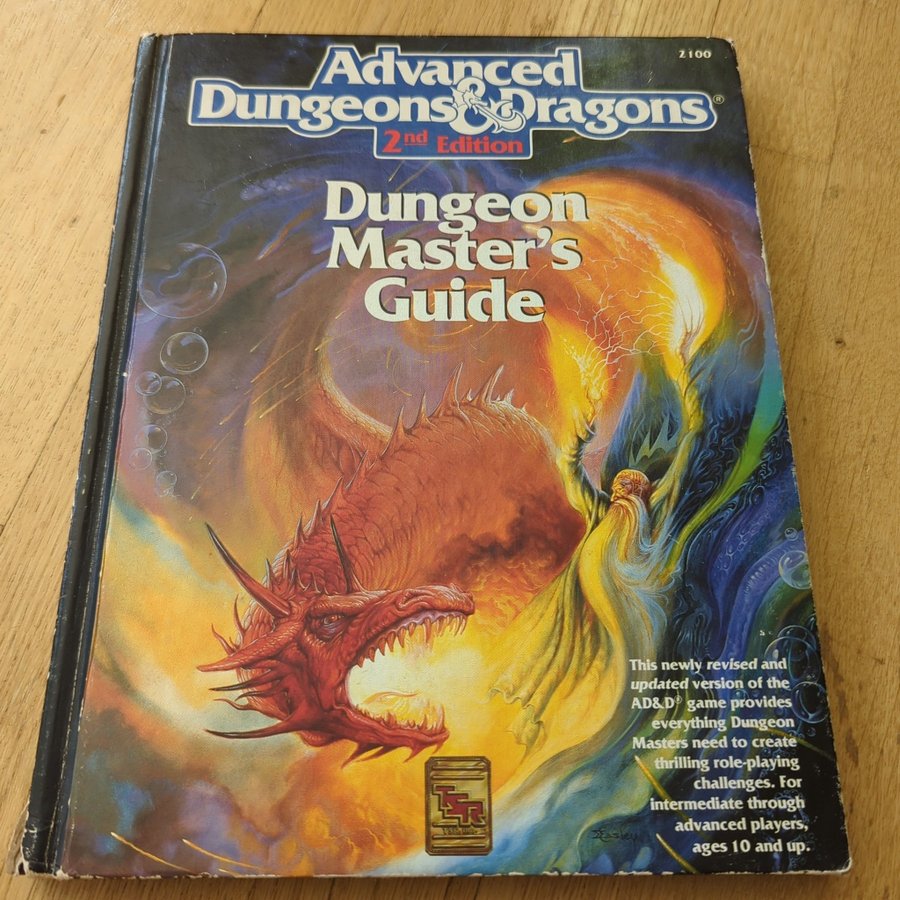 2100
Advanced
Dungeons & Dragons®
2nd Edition
Dungeon
Master's
Guide
This newly revised and
updated version of the
AD&D® game provides
everything Dungeon
Masters need to create
thrilling role-playing
challenges. For
intermediate through
advanced players,
ages 10 and up.
TSR
Easley